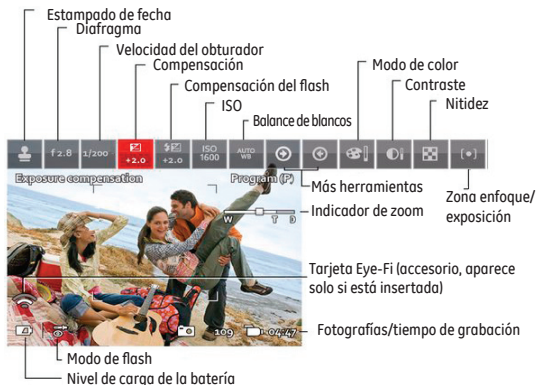 Estampado de fecha
Diafragma
Velocidad del obturador
Compensación
Compensación del flash
ISO
Balance de blancos
Modo de color
Contraste
Nitidez
f 2.8
1/200
+2.0
+2.0
ISO
1600
AUTO
WB
Exposure compensation
Program (P)
Más herramientas
Zona enfoque/
exposición
W T D
Indicador de zoom
Tarjeta Eye-Fi (accesorio, aparece
solo si está insertada)
109
04:47
Fotografías/tiempo de grabación
Modo de flash
Nivel de carga de la batería